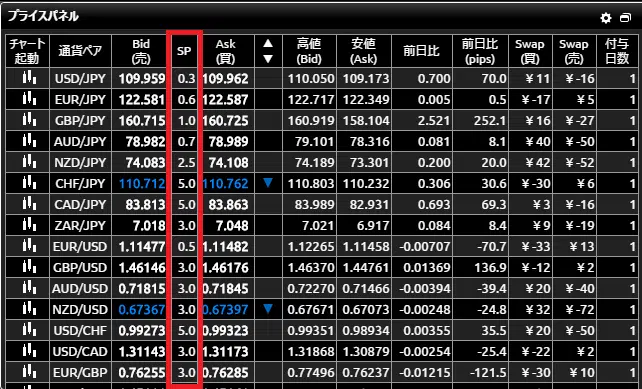 プライスパネル
チャート起動 通貨ペア Bid(売) SP Ask(買) ▲▼ 高値(Bid) 安値(Ask) 前日比 前日比(pips) Swap(買) Swap(売) 付与日数
USD/JPY 109.959 0.3 109.962 110.050 109.173 0.700 70.0 ¥11 ¥-16 1
EUR/JPY 122.581 0.6 122.587 122.717 122.349 0.005 0.5 ¥-17 ¥5 1
GBP/JPY 160.715 1.0 160.725 160.919 158.104 2.521 252.1 ¥16 ¥-27 1
AUD/JPY 78.982 0.7 78.989 79.101 78.316 0.081 8.1 ¥40 ¥-50 1
NZD/JPY 74.083 2.5 74.108 74.189 73.301 0.200 20.0 ¥42 ¥-52 1
CHF/JPY 110.712 5.0 110.762 ▼ 110.803 110.232 0.306 30.6 ¥-30 ¥6 1
CAD/JPY 83.813 5.0 83.863 83.989 82.931 0.693 69.3 ¥3 ¥-16 1
ZAR/JPY 7.018 3.0 7.048 7.021 6.917 0.084 8.4 ¥9 ¥-19 1
EUR/USD 1.11477 0.5 1.11482 1.12265 1.11458 -0.00707 -70.7 ¥-33 ¥13 1
GBP/USD 1.46146 3.0 1.46176 1.46370 1.44761 0.01369 136.9 ¥-12 ¥2 1
AUD/USD 0.71815 3.0 0.71845 0.72270 0.71466 -0.00394 -39.4 ¥20 ¥-40 1
NZD/USD 0.67367 3.0 0.67397 ▼ 0.67671 0.67073 -0.00248 -24.8 ¥32 ¥-72 1
USD/CHF 0.99273 5.0 0.99323 0.99351 0.98934 0.00355 35.5 ¥20 ¥-50 1
USD/CAD 1.31143 3.0 1.31173 1.31868 1.30879 -0.00254 -25.4 ¥-22 ¥2 1
EUR/GBP 0.76255 3.0 0.76285 0.77496 0.76237 -0.01215 -121.5 ¥-30 ¥10 1